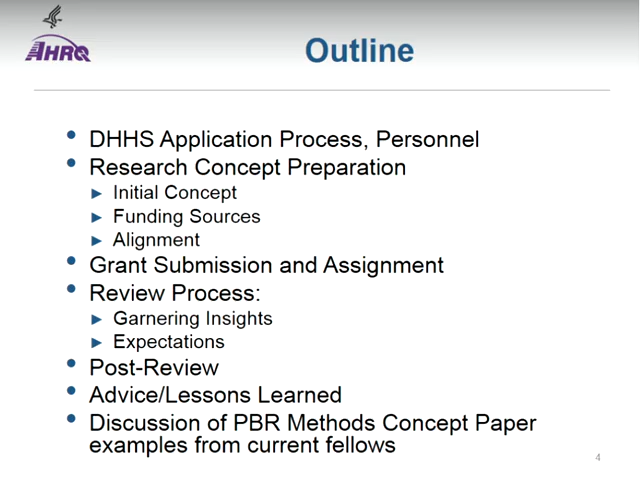 AHRQ
Outline
• DHHS Application Process, Personnel
• Research Concept Preparation
► Initial Concept
► Funding Sources
► Alignment
• Grant Submission and Assignment
• Review Process:
► Garnering Insights
► Expectations
• Post-Review
• Advice/Lessons Learned
• Discussion of PBR Methods Concept Paper
examples from current fellows
4